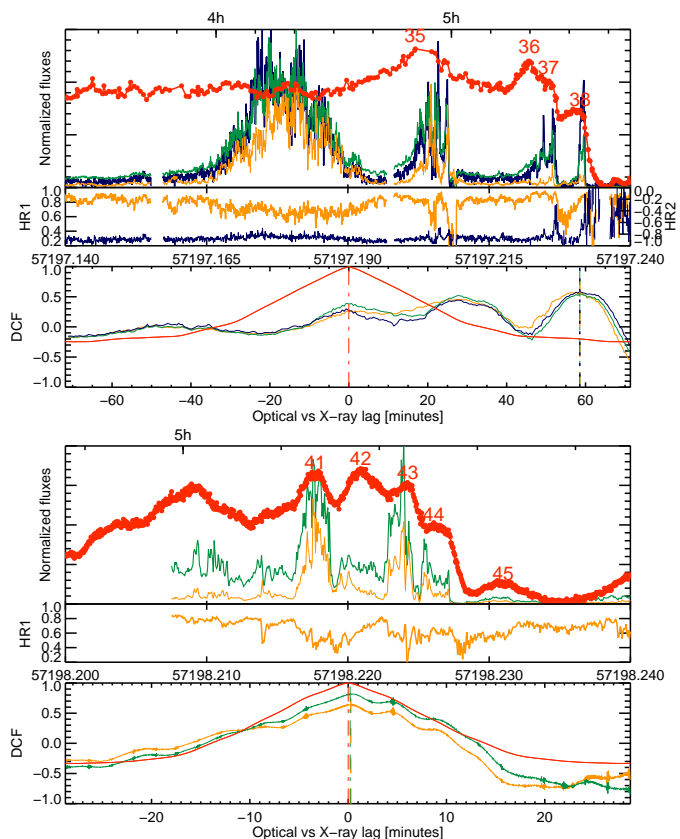 4h 5h
35 36 37 38
Normalized fluxes
1.0 0.8 0.6 0.4 0.2
HR1
0.0 −0.2 −0.4 −0.6 −0.8 −1.0
HR2
57197.140 57197.165 57197.190 57197.215 57197.240
1.0 0.5 0.0 −0.5 −1.0
DCF
−60 −40 −20 0 20 40 60
Optical vs X−ray lag [minutes]
5h
41 42 43 44 45
Normalized fluxes
1.0 0.8 0.6 0.4 0.2
HR1
57198.200 57198.210 57198.220 57198.230 57198.240
1.0 0.5 0.0 −0.5 −1.0
DCF
−20 −10 0 10 20
Optical vs X−ray lag [minutes]